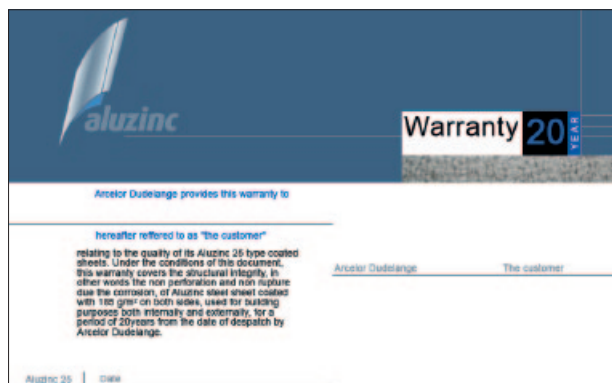 aluzinc
Warranty 20 YEAR
Arcelor Dudelange provides this warranty to
hereafter reffered to as "the customer"
relating to the quality of its Aluzinc 25 type coated
sheets. Under the conditions of this document,
this warranty covers the structural integrity, in
other words the non perforation and non rupture
due the corrosion, of Aluzinc steel sheet coated
with 185 g/m² on both sides, used for building
purposes both internally and externally, for a
period of 20years from the date of despatch by
Arcelor Dudelange.
Arcelor Dudelange The customer
Aluzinc 25 Date